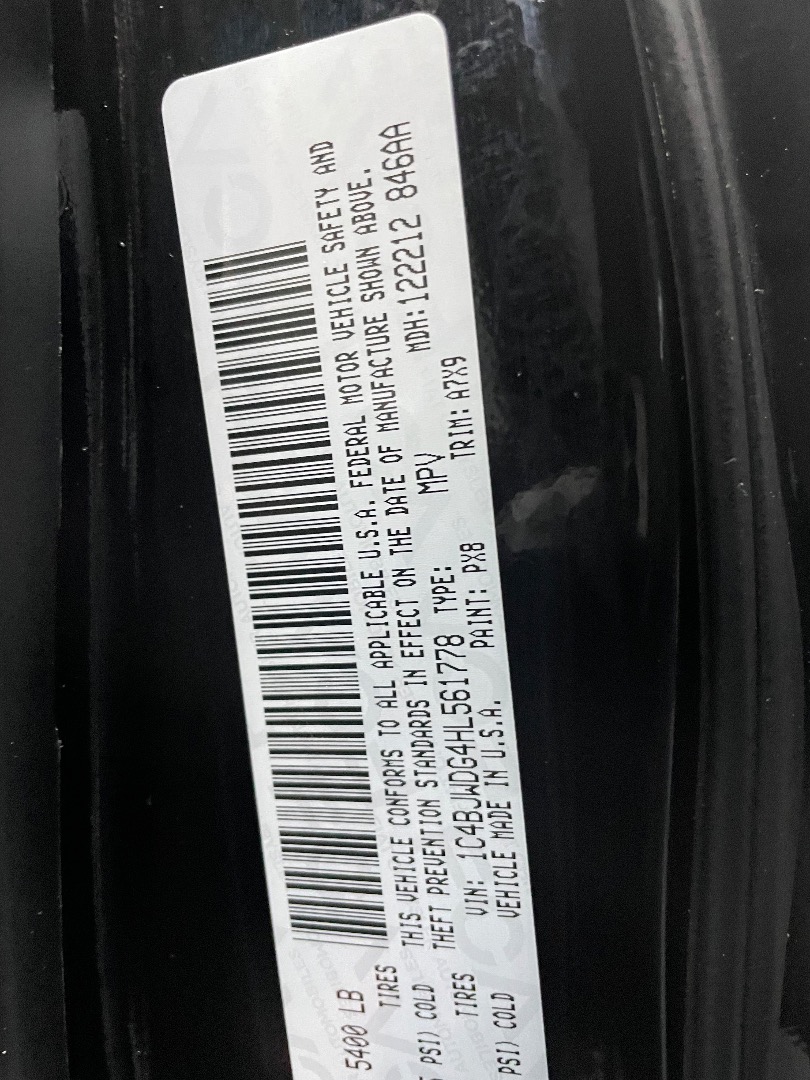 5400 LB
TIRES
PSI) COLD
TIRES
PSI) COLD
THIS VEHICLE CONFORMS TO ALL APPLICABLE U.S.A. FEDERAL MOTOR VEHICLE SAFETY AND
THEFT PREVENTION STANDARDS IN EFFECT ON THE DATE OF MANUFACTURE SHOWN ABOVE.
VIN: 1C4BJWDG4HL561778 TYPE: MPV MDH:122212 846AA
VEHICLE MADE IN U.S.A. PAINT: PX8 TRIM: A7X9